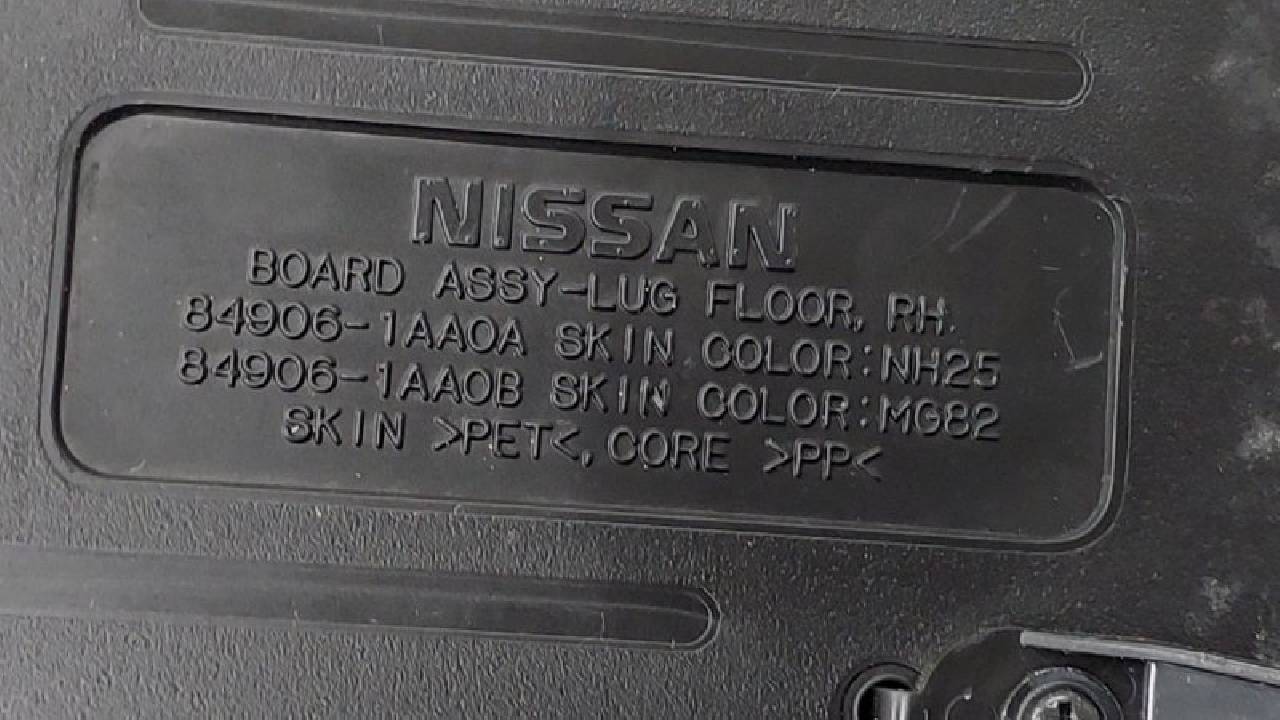 NISSAN
BOARD ASSY-LUG FLOOR, RH.
84906-1AA0A SKIN COLOR:NH25
84906-1AA0B SKIN COLOR:MG82
SKIN >PET<, CORE >PP<